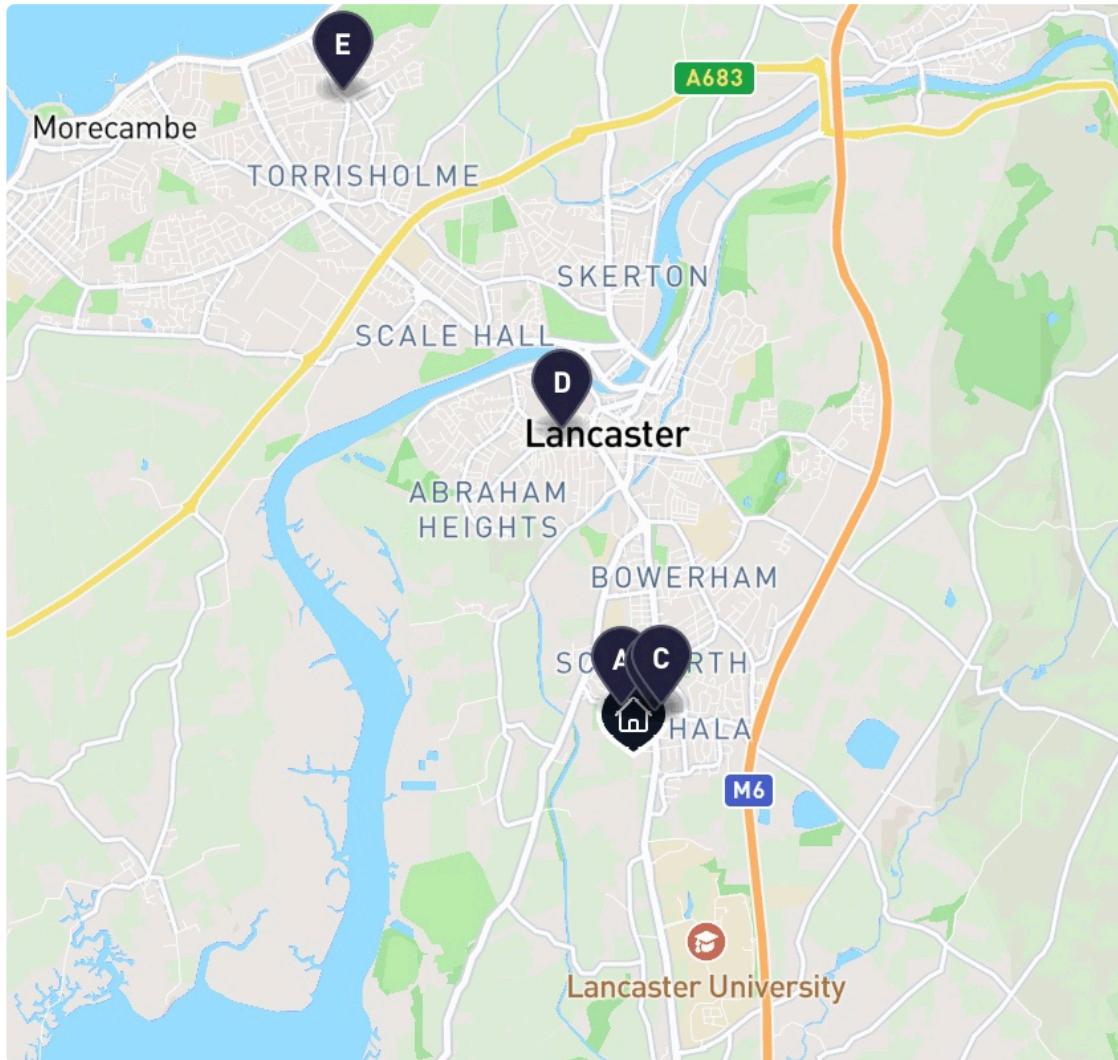 E
A683
Morecambe
TORRISHOLME
SKERTON
SCALE HALL
D
Lancaster
ABRAHAM
HEIGHTS
BOWERHAM
A
C
HALA
M6
Lancaster University